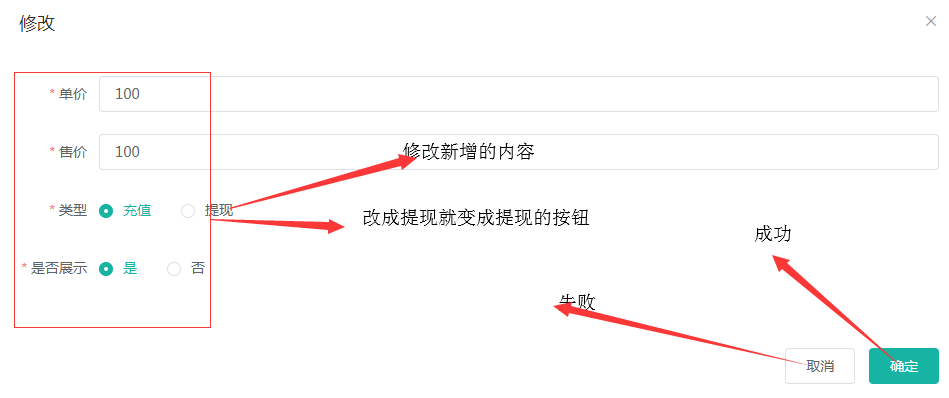 修改
* 单价 100
* 售价 100
修改新增的内容
* 类型 充值 提现
改成提现就变成提现的按钮
成功
* 是否展示 是 否
失败
取消 确定